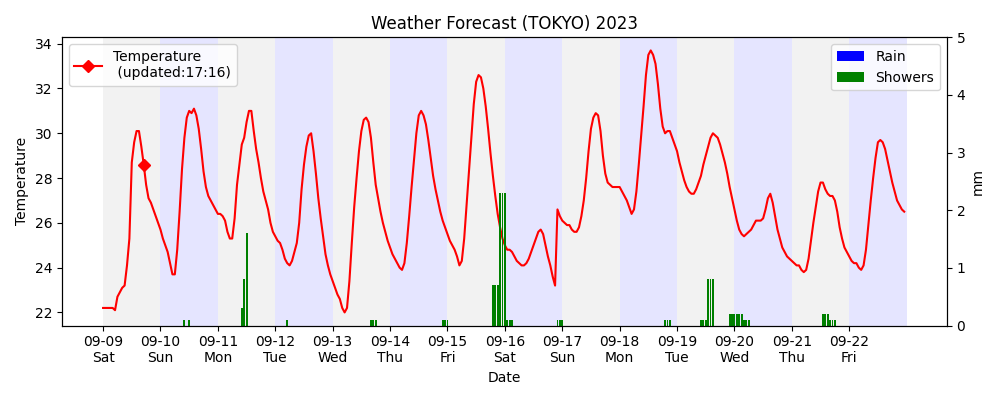 Weather Forecast (TOKYO) 2023
Temperature
(updated:17:16)
Rain
Showers
34
32
30
28
26
24
22
Temperature
5
4
3
2
1
0
mm
09-09 09-10 09-11 09-12 09-13 09-14 09-15 09-16 09-17 09-18 09-19 09-20 09-21 09-22
Sat Sun Mon Tue Wed Thu Fri Sat Sun Mon Tue Wed Thu Fri
Date